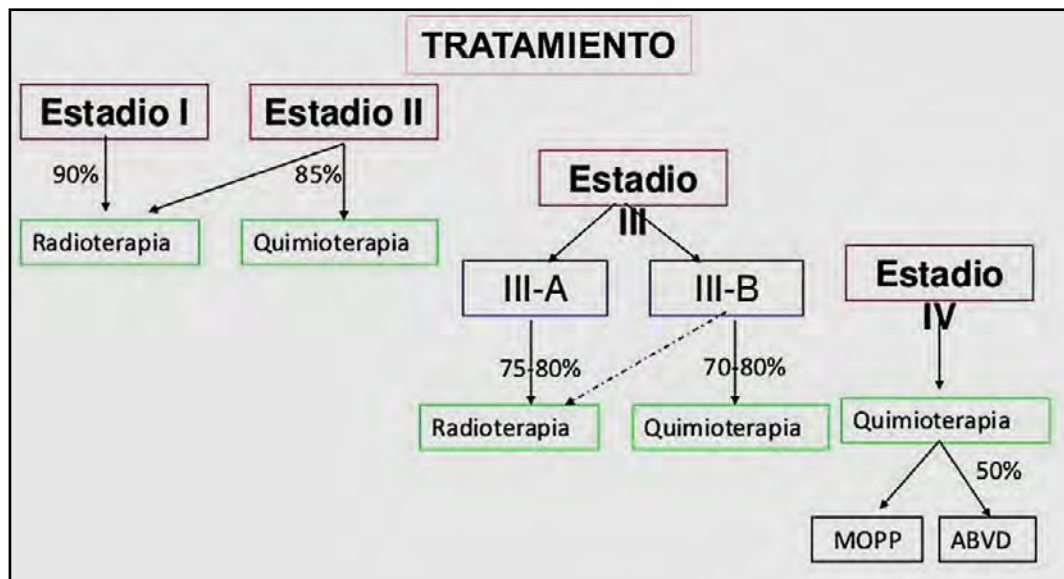 TRATAMIENTO
Estadio I
Estadio II
90%
85%
Radioterapia
Quimioterapia
Estadio
III
III-A
III-B
75-80%
70-80%
Radioterapia
Quimioterapia
Estadio
IV
Quimioterapia
50%
MOPP
ABVD